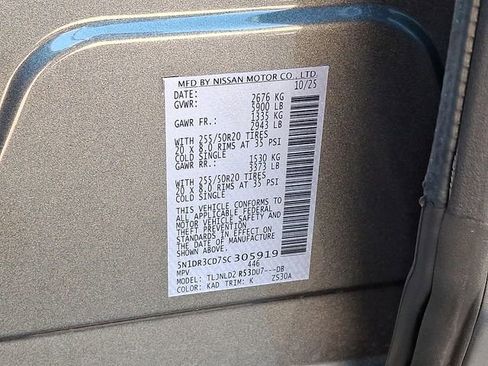 MFD BY NISSAN MOTOR CO., LTD.
DATE: 10/25
GVWR: 2676 KG
5900 LB
GAWR FR.: 1335 KG
2943 LB
WITH 255/50R20 TIRES
20 X 8.0 RIMS AT 35 PSI
COLD SINGLE
GAWR RR.: 1530 KG
3373 LB
WITH 255/50R20 TIRES
20 X 8.0 RIMS AT 35 PSI
COLD SINGLE
THIS VEHICLE CONFORMS TO
ALL APPLICABLE FEDERAL
MOTOR VEHICLE SAFETY AND
THEFT PREVENTION
STANDARDS IN EFFECT ON
THE DATE OF MANUFACTURE
SHOWN ABOVE.
5N1DR3CD7SC305919
MPV 446
MODEL: TLJNLD2 R53DU7---DB
COLOR: KAD TRIM: K ZS30A